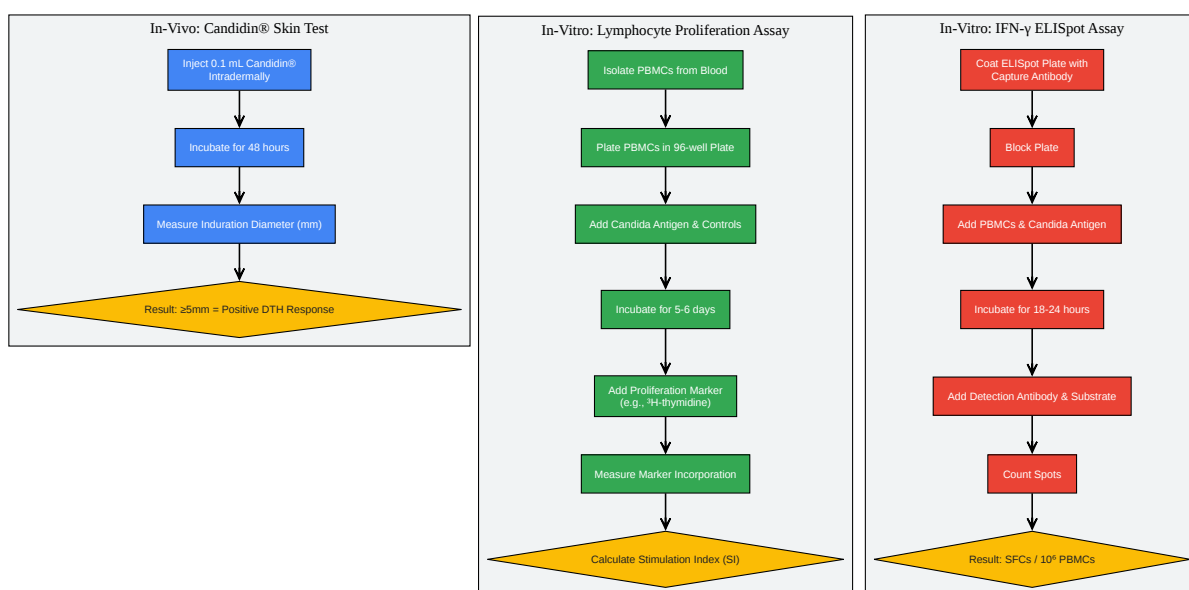 In-Vivo: Candidin® Skin Test
Inject 0.1 mL Candidin®
Intradermally
Incubate for 48 hours
Measure Induration Diameter (mm)
Result: ≥5mm = Positive DTH Response
In-Vitro: Lymphocyte Proliferation Assay
Isolate PBMCs from Blood
Plate PBMCs in 96-well Plate
Add Candida Antigen & Controls
Incubate for 5-6 days
Add Proliferation Marker
(e.g., ³H-thymidine)
Measure Marker Incorporation
Calculate Stimulation Index (SI)
In-Vitro: IFN-γ ELISpot Assay
Coat ELISpot Plate with
Capture Antibody
Block Plate
Add PBMCs & Candida Antigen
Incubate for 18-24 hours
Add Detection Antibody & Substrate
Count Spots
Result: SFCs / 10⁶ PBMCs